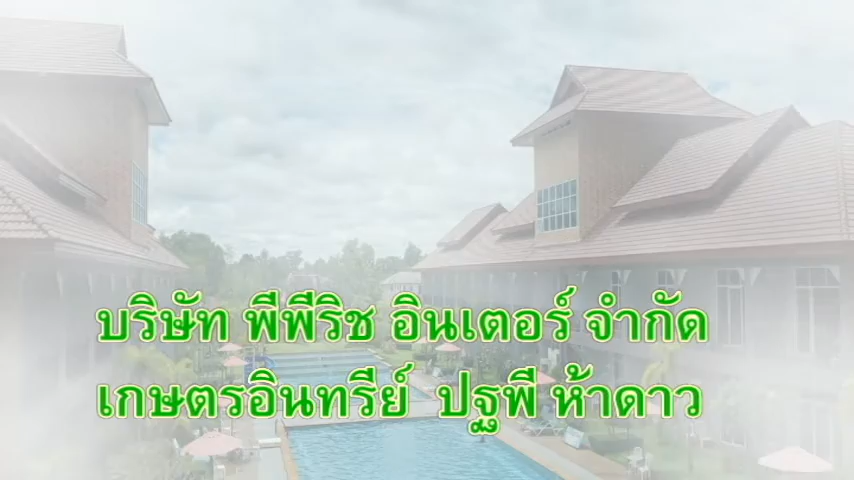 บริษัท พีพีริช อินเตอร์ จำกัด
เกษตรอินทรีย์ ปฐพี ห้าดาว